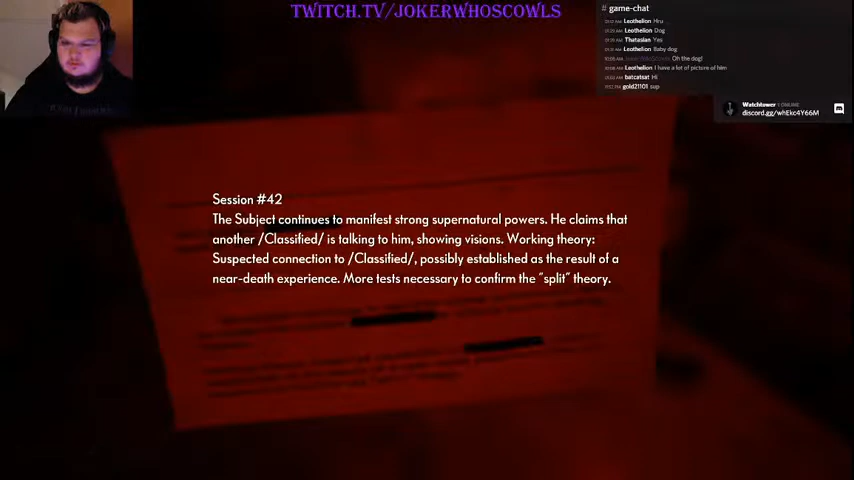 TWITCH.TV/JOKERWHOSCOWLS
# game-chat
Leothelion Hru
Leothelion Dog
Thatasian Yes
Leothelion Baby dog
Oh the dog!
Leothelion I have a lot of picture of him
batcatsat Hi
gold21101 sup
Watchtower
discord.gg/whEkc4Y66M
Session #42
The Subject continues to manifest strong supernatural powers. He claims that
another /Classified/ is talking to him, showing visions. Working theory:
Suspected connection to /Classified/, possibly established as the result of a
near-death experience. More tests necessary to confirm the "split" theory.